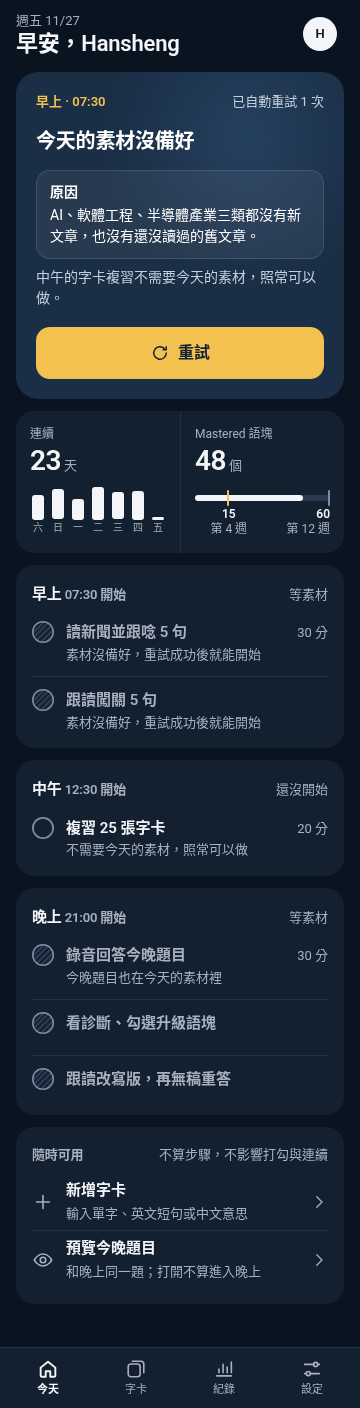 週五 11/27
早安，Hansheng
H
早上 · 07:30
已自動重試 1 次
今天的素材沒備好
原因
AI、軟體工程、半導體產業三類都沒有新
文章，也沒有還沒讀過的舊文章。
中午的字卡複習不需要今天的素材，照常可以
做。
重試
連續
23 天
六 日 一 二 三 四 五
Mastered 語塊
48 個
15 60
第 4 週 第 12 週
早上 07:30 開始 等素材
請新聞並跟唸 5 句 30 分
素材沒備好，重試成功後就能開始
跟讀闖關 5 句
素材沒備好，重試成功後就能開始
中午 12:30 開始 還沒開始
複習 25 張字卡 20 分
不需要今天的素材，照常可以做
晚上 21:00 開始 等素材
錄音回答今晚題目 30 分
今晚題目也在今天的素材裡
看診斷、勾選升級語塊
跟讀改寫版，再無稿重答
隨時可用 不算步驟，不影響打勾與連續
新增字卡
輸入單字、英文短句或中文意思
預覽今晚題目
和晚上同一題；打開不算進入晚上
今天 字卡 紀錄 設定